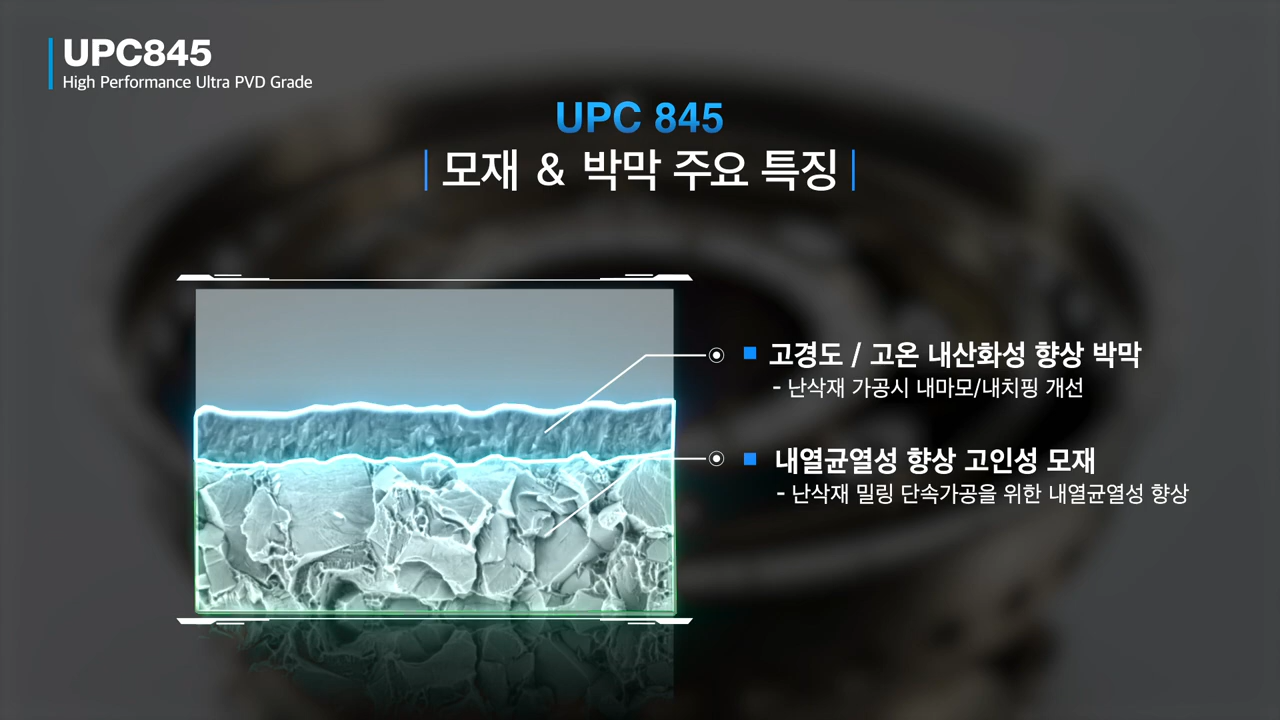 UPC845
High Performance Ultra PVD Grade
UPC 845
모재 & 박막 주요 특징
고경도 / 고온 내산화성 향상 박막
- 난삭재 가공시 내마모/내치핑 개선
내열균열성 향상 고인성 모재
- 난삭재 밀링 단속가공을 위한 내열균열성 향상